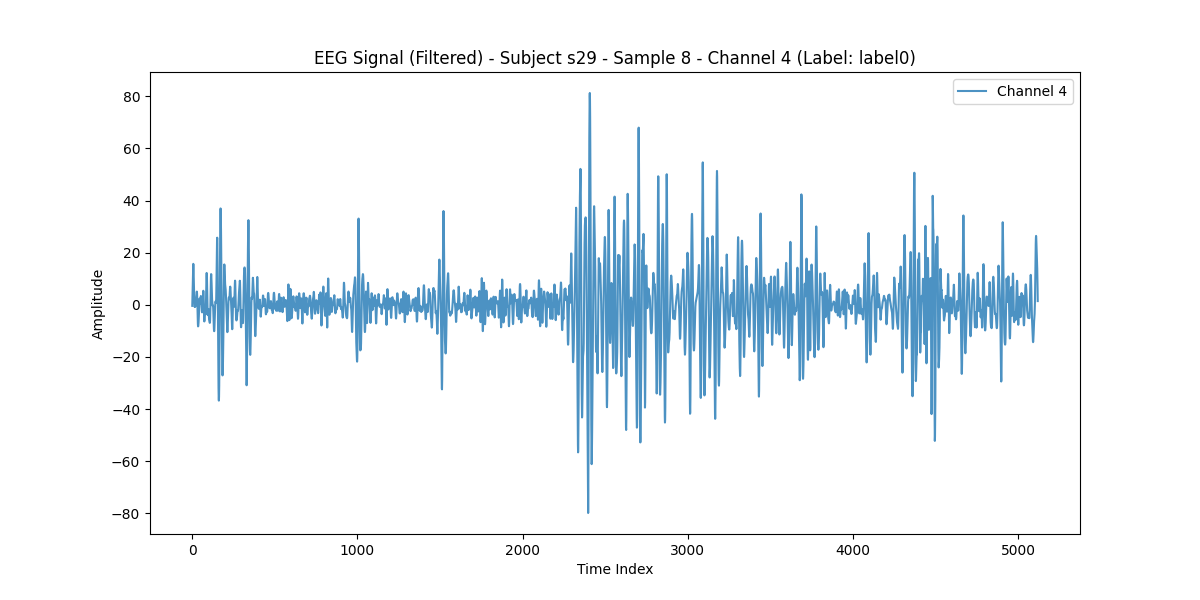 EEG Signal (Filtered) - Subject s29 - Sample 8 - Channel 4 (Label: label0)
Channel 4
80
60
40
20
0
−20
−40
−60
−80
Amplitude
0 1000 2000 3000 4000 5000
Time Index